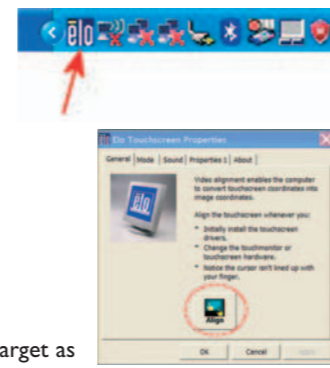 elo
Elo Touchscreen Properties
General Mode Sound Properties 1 About
Video alignment enables the computer
to convert touchscreen coordinates into
image coordinates.
Align the touchscreen whenever you:
* Initially install the touchscreen
drivers.
* Change the touchmonitor or
touchscreen hardware.
* Notice the cursor isn't lined up with
your finger.
elo
Align
arget as
OK Cancel Apply